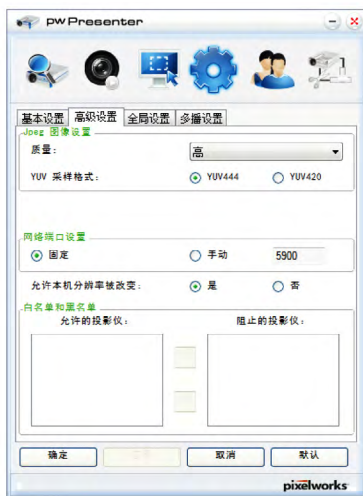 pwPresenter
基本设置 高级设置 全局设置 多播设置
Jpeg 图像设置
质量: 高
YUV 采样格式: YUV444 YUV420
网络端口设置
固定 手动 5900
允许本机分辨率被改变: 是 否
白名单和黑名单
允许的投影仪: 阻止的投影仪:
确定 取消 默认
pixelworks